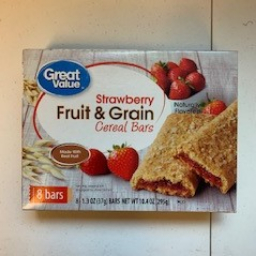 Great
Value
Strawberry
Fruit & Grain
Cereal Bars
Naturally
Flavored
Made With
Real Fruit
8 bars
8 - 1.3 OZ (37g) BARS NET WT 10.4 OZ (295g)